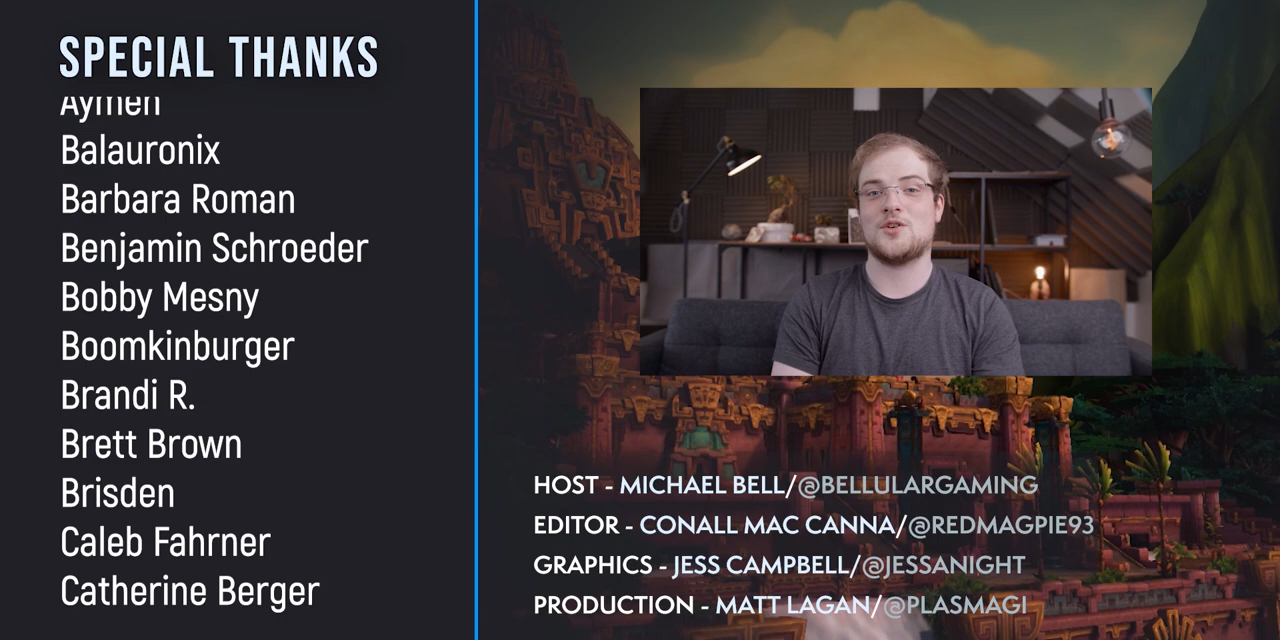 SPECIAL THANKS
Aymen
Balauronix
Barbara Roman
Benjamin Schroeder
Bobby Mesny
Boomkinburger
Brandi R.
Brett Brown
Brisden
Caleb Fahrner
Catherine Berger
HOST - MICHAEL BELL/@BELLULARGAMING
EDITOR - CONALL MAC CANNA/@REDMAGPIE93
GRAPHICS - JESS CAMPBELL/@JESSANIGHT
PRODUCTION - MATT LAGAN/@PLASMAGI